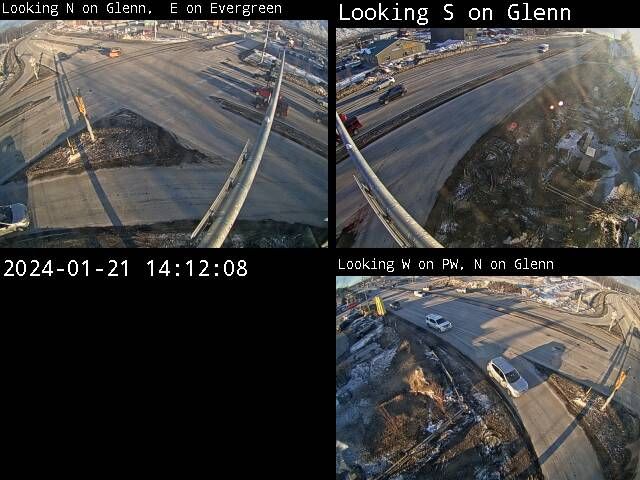 Looking N on Glenn,  E on Evergreen
Looking S on Glenn
2024-01-21 14:12:08
Looking W on PW, N on Glenn